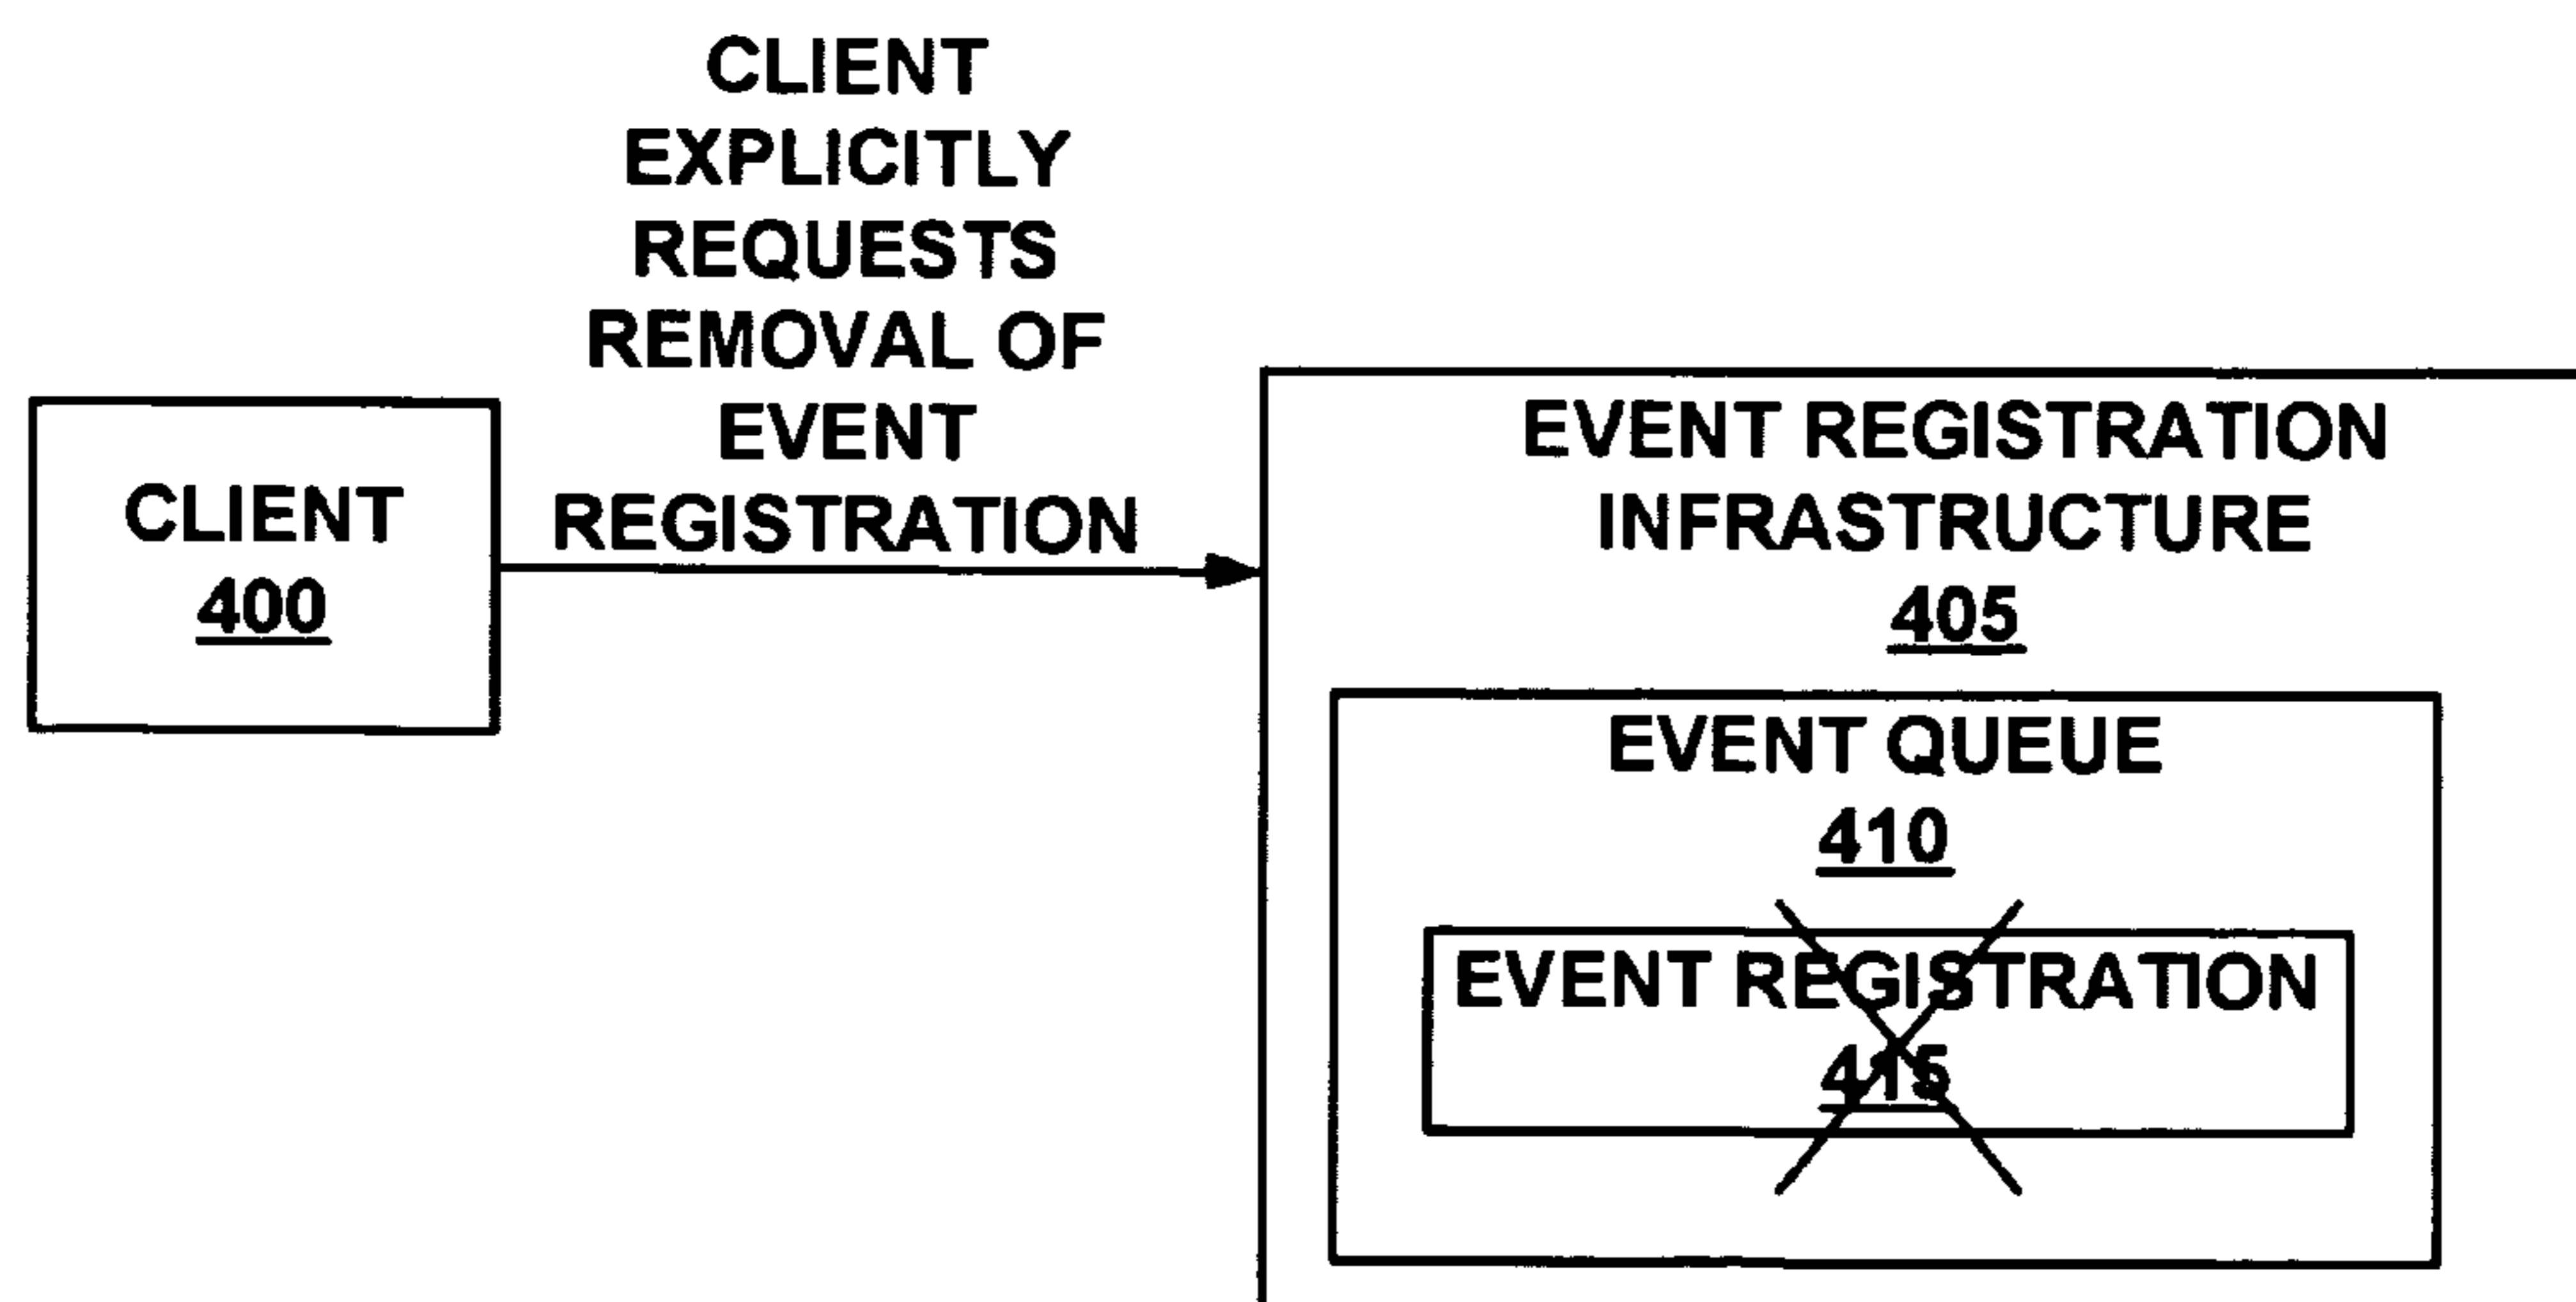 CLIENT
EXPLICITLY
REQUESTS
REMOVAL OF
EVENT
REGISTRATION
CLIENT
400
EVENT REGISTRATION
INFRASTRUCTURE
405
EVENT QUEUE
410
EVENT REGISTRATION
415